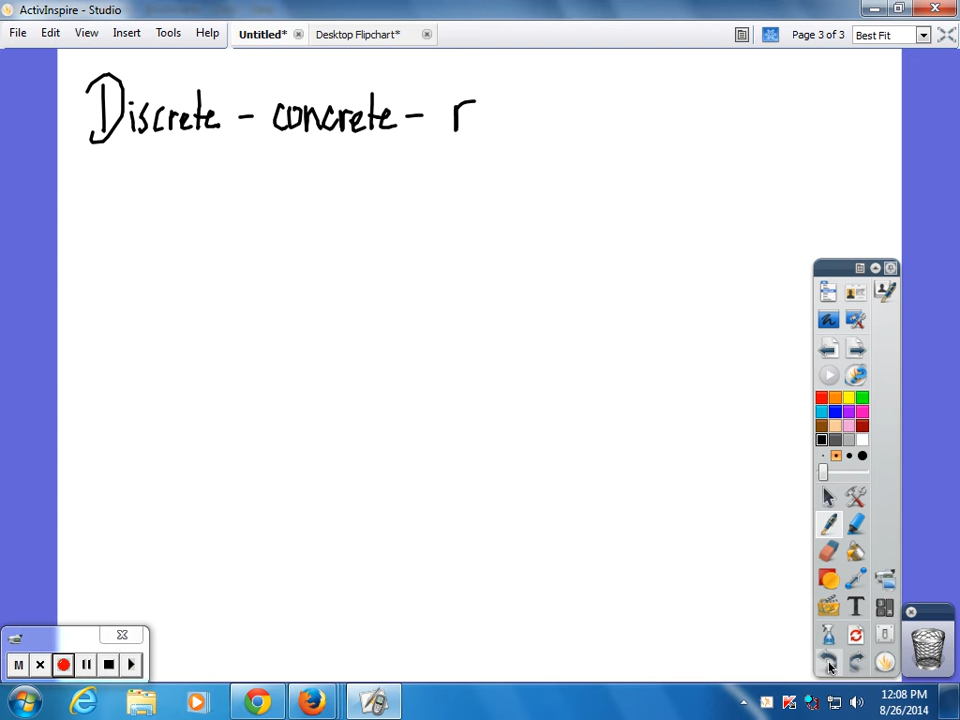 ActivInspire - Studio
File Edit View Insert Tools Help Untitled* Desktop Flipchart* Page 3 of 3 Best Fit
Discrete - concrete - r
T
M
12:08 PM
8/26/2014